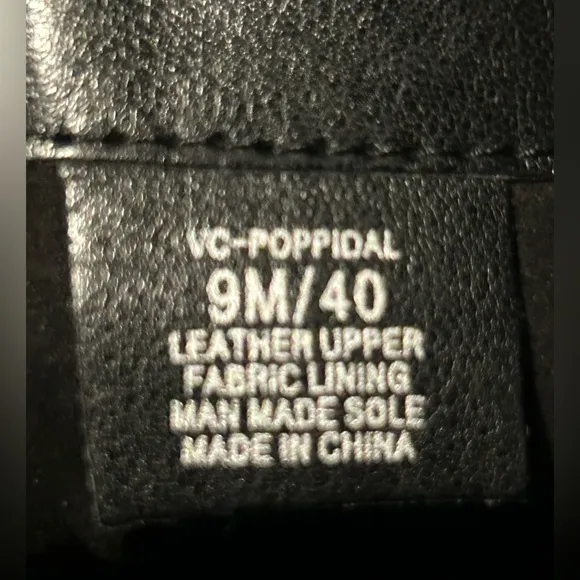 VC-POPPIDAL
9M/40
LEATHER UPPER
FABRIC LINING
MAN MADE SOLE
MADE IN CHINA